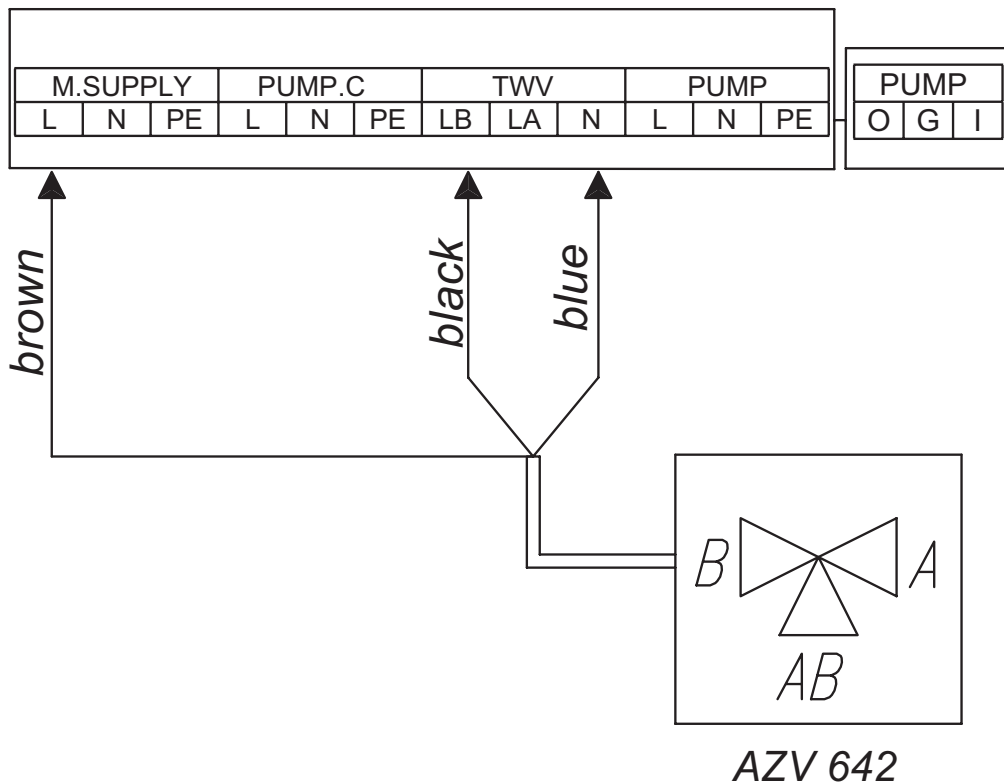 M.SUPPLY PUMP.C TWV PUMP PUMP
L N PE L N PE LB LA N L N PE O G I
brown
black
blue
B A
AB
AZV 642